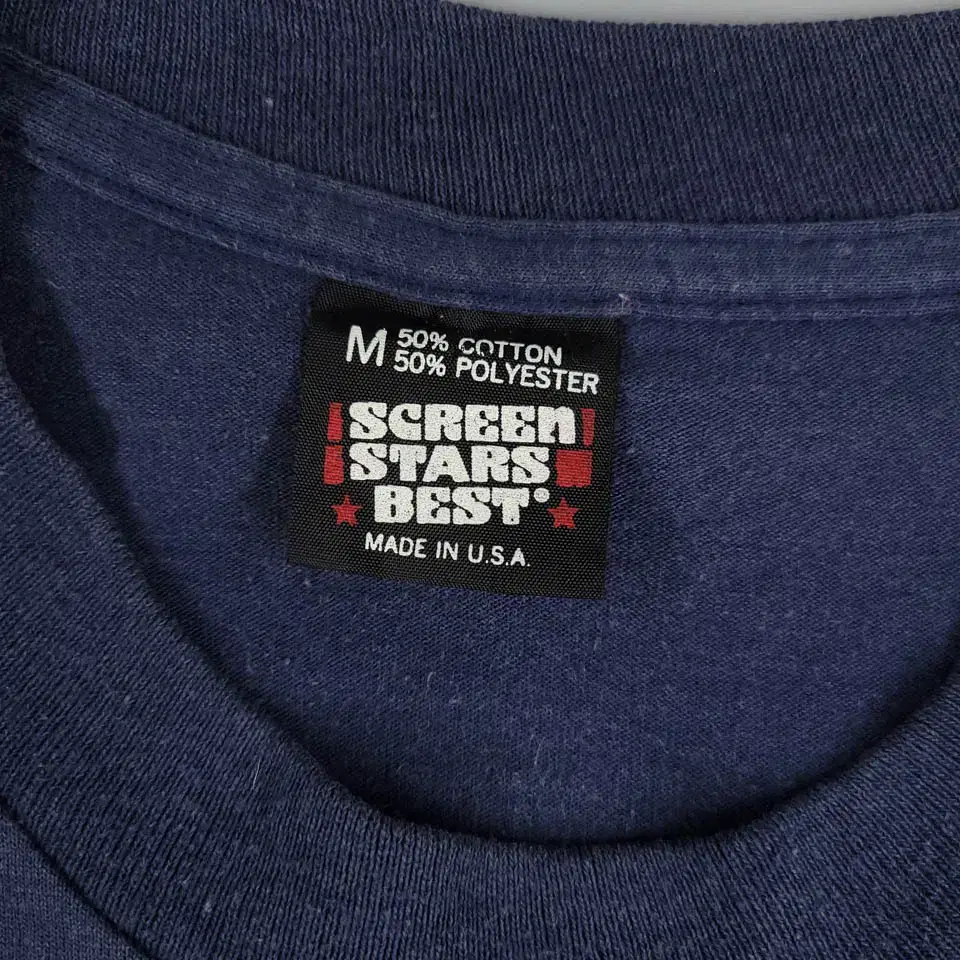 M 50% COTTON
50% POLYESTER
SCREEN
STARS
BEST®
MADE IN U.S.A.